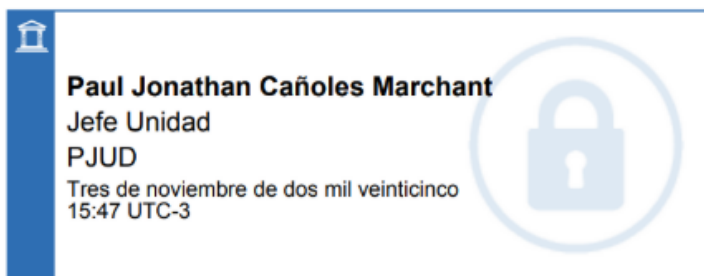 Paul Jonathan Cañoles Marchant
Jefe Unidad
PJUD
Tres de noviembre de dos mil veinticinco
15:47 UTC-3